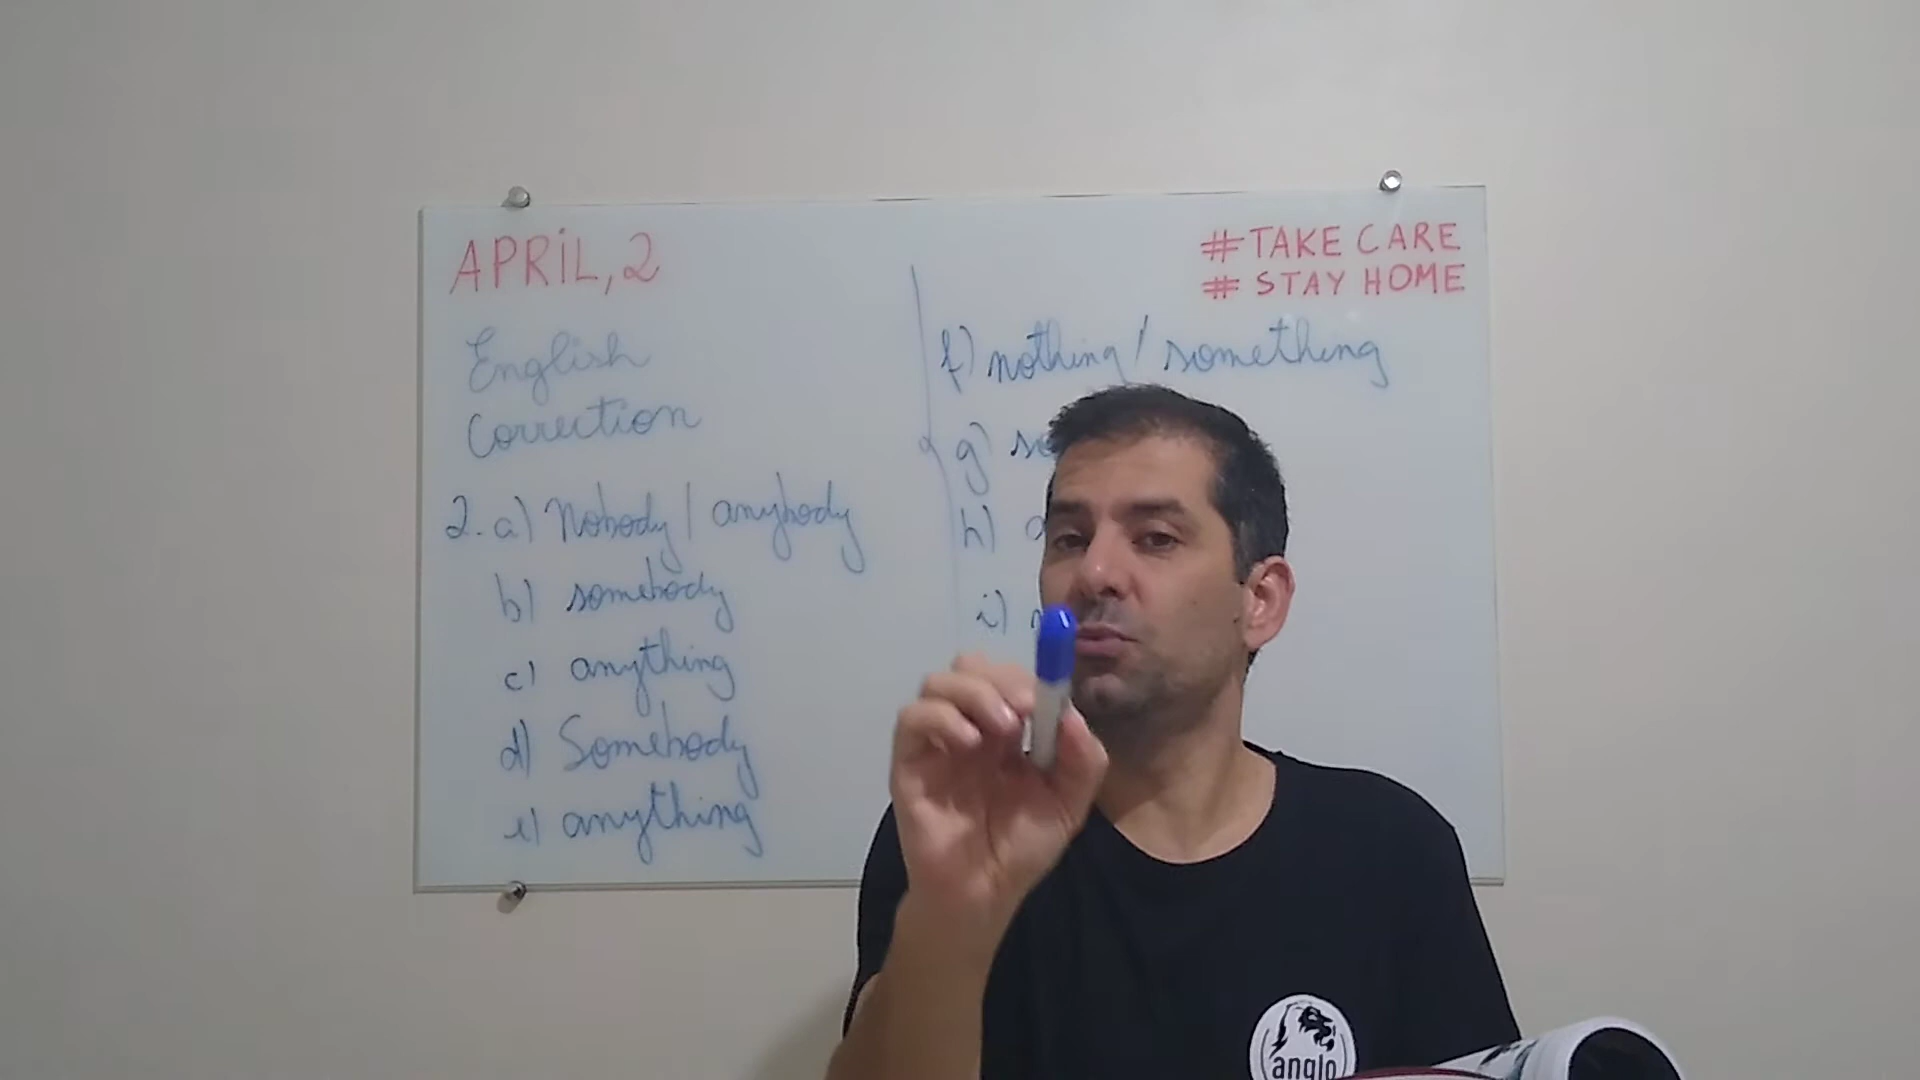 APRIL, 2
English
Correction
2. a) Nobody / anybody
b) somebody
c) anything
d) Somebody
e) anything
# TAKE CARE
# STAY HOME
f) nothing / something
g)
h)
i)
anglo